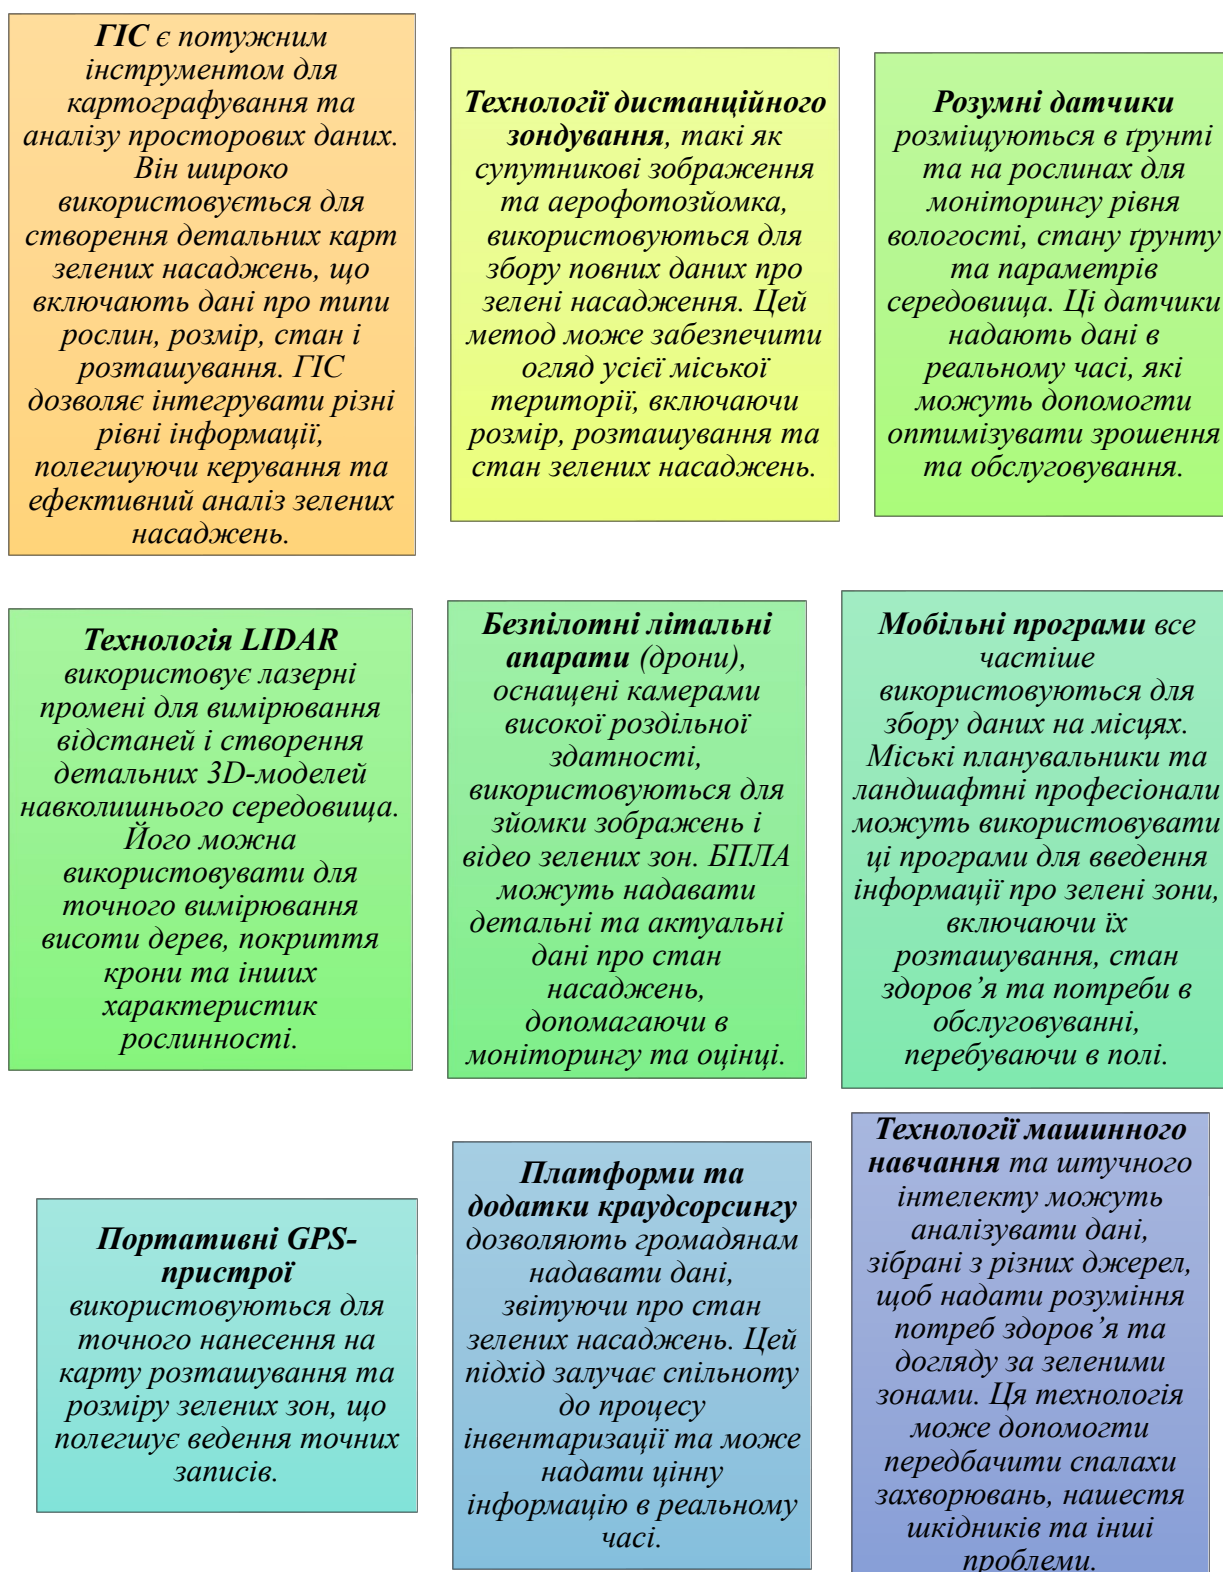 ГІС є потужним
інструментом для
картографування та
аналізу просторових даних.
Він широко
використовується для
створення детальних карт
зелених насаджень, що
включають дані про типи
рослин, розмір, стан і
розташування. ГІС
дозволяє інтегрувати різні
рівні інформації,
полегшуючи керування та
ефективний аналіз зелених
насаджень.
Технології дистанційного
зондування, такі як
супутникові зображення
та аерофотозйомка,
використовуються для
збору повних даних про
зелені насадження. Цей
метод може забезпечити
огляд усієї міської
території, включаючи
розмір, розташування та
стан зелених насаджень.
Розумні датчики
розміщуються в ґрунті
та на рослинах для
моніторингу рівня
вологості, стану ґрунту
та параметрів
середовища. Ці датчики
надають дані в
реальному часі, які
можуть допомогти
оптимізувати зрошення
та обслуговування.
Технологія LIDAR
використовує лазерні
промені для вимірювання
відстаней і створення
детальних 3D-моделей
навколишнього середовища.
Його можна
використовувати для
точного вимірювання
висоти дерев, покриття
крони та інших
характеристик
рослинності.
Безпілотні літальні
апарати (дрони),
оснащені камерами
високої роздільної
здатності,
використовуються для
зйомки зображень і
відео зелених зон. БПЛА
можуть надавати
детальні та актуальні
дані про стан
насаджень,
допомагаючи в
моніторингу та оцінці.
Мобільні програми все
частіше
використовуються для
збору даних на місцях.
Міські планувальники та
ландшафтні професіонали
можуть використовувати
ці програми для введення
інформації про зелені зони,
включаючи їх
розташування, стан
здоров’я та потреби в
обслуговуванні,
перебуваючи в полі.
Портативні GPS-
пристрої
використовуються для
точного нанесення на
карту розташування та
розміру зелених зон, що
полегшує ведення точних
записів.
Платформи та
додатки краудсорсингу
дозволяють громадянам
надавати дані,
звітуючи про стан
зелених насаджень. Цей
підхід залучає спільноту
до процесу
інвентаризації та може
надати цінну
інформацію в реальному
часі.
Технології машинного
навчання та штучного
інтелекту можуть
аналізувати дані,
зібрані з різних джерел,
щоб надати розуміння
потреб здоров’я та
догляду за зеленими
зонами. Ця технологія
може допомогти
передбачити спалахи
захворювань, нашестя
шкідників та інші
проблеми.